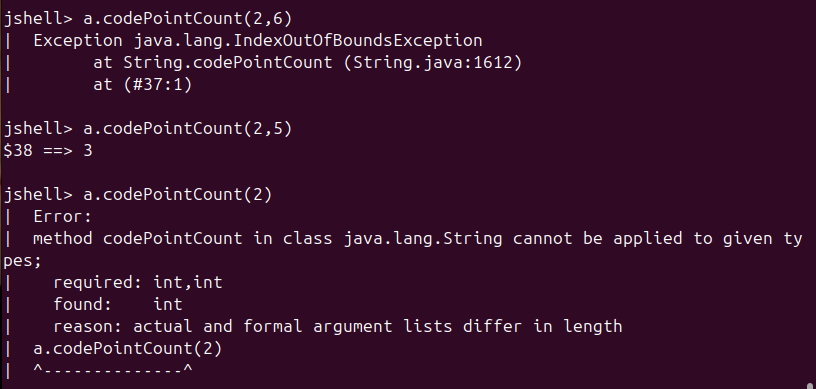 jshell> a.codePointCount(2,6)
|  Exception java.lang.IndexOutOfBoundsException
|        at String.codePointCount (String.java:1612)
|        at (#37:1)
jshell> a.codePointCount(2,5)
$38 ==> 3
jshell> a.codePointCount(2)
|  Error:
|  method codePointCount in class java.lang.String cannot be applied to given ty
pes;
|    required: int,int
|    found:    int
|    reason: actual and formal argument lists differ in length
|  a.codePointCount(2)
|  ^--------------^